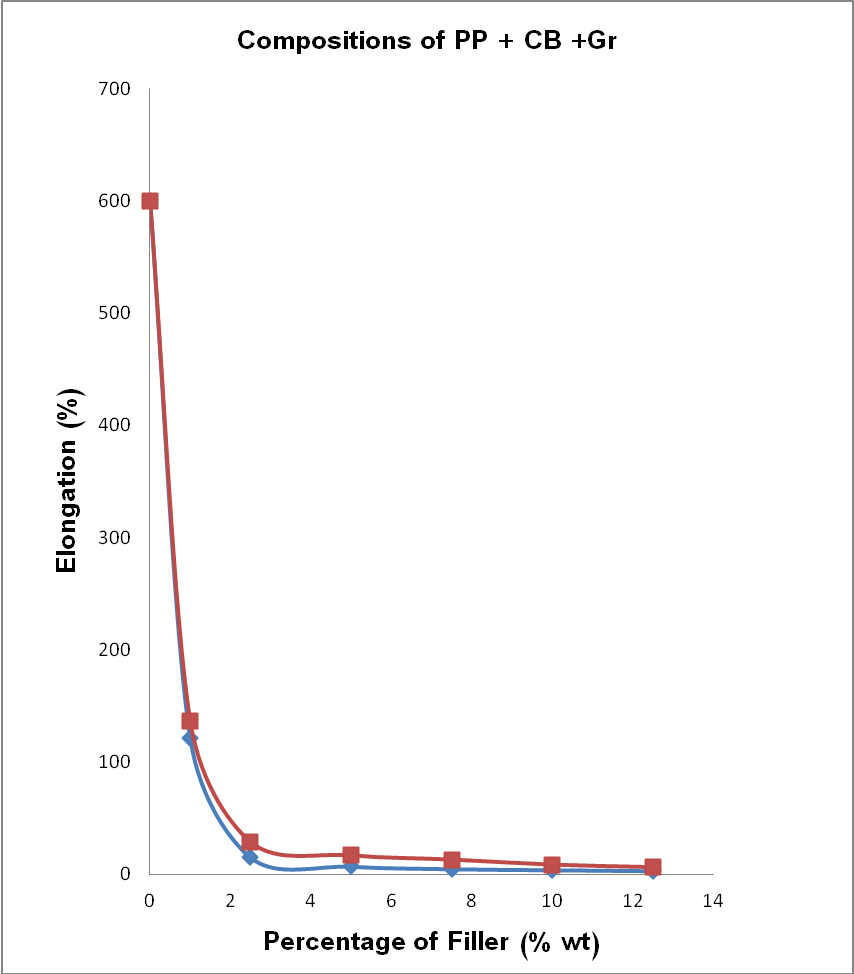 Compositions of PP + CB +Gr
700
600
500
400
300
200
100
0
Elongation (%)
0 2 4 6 8 10 12 14
Percentage of Filler (% wt)